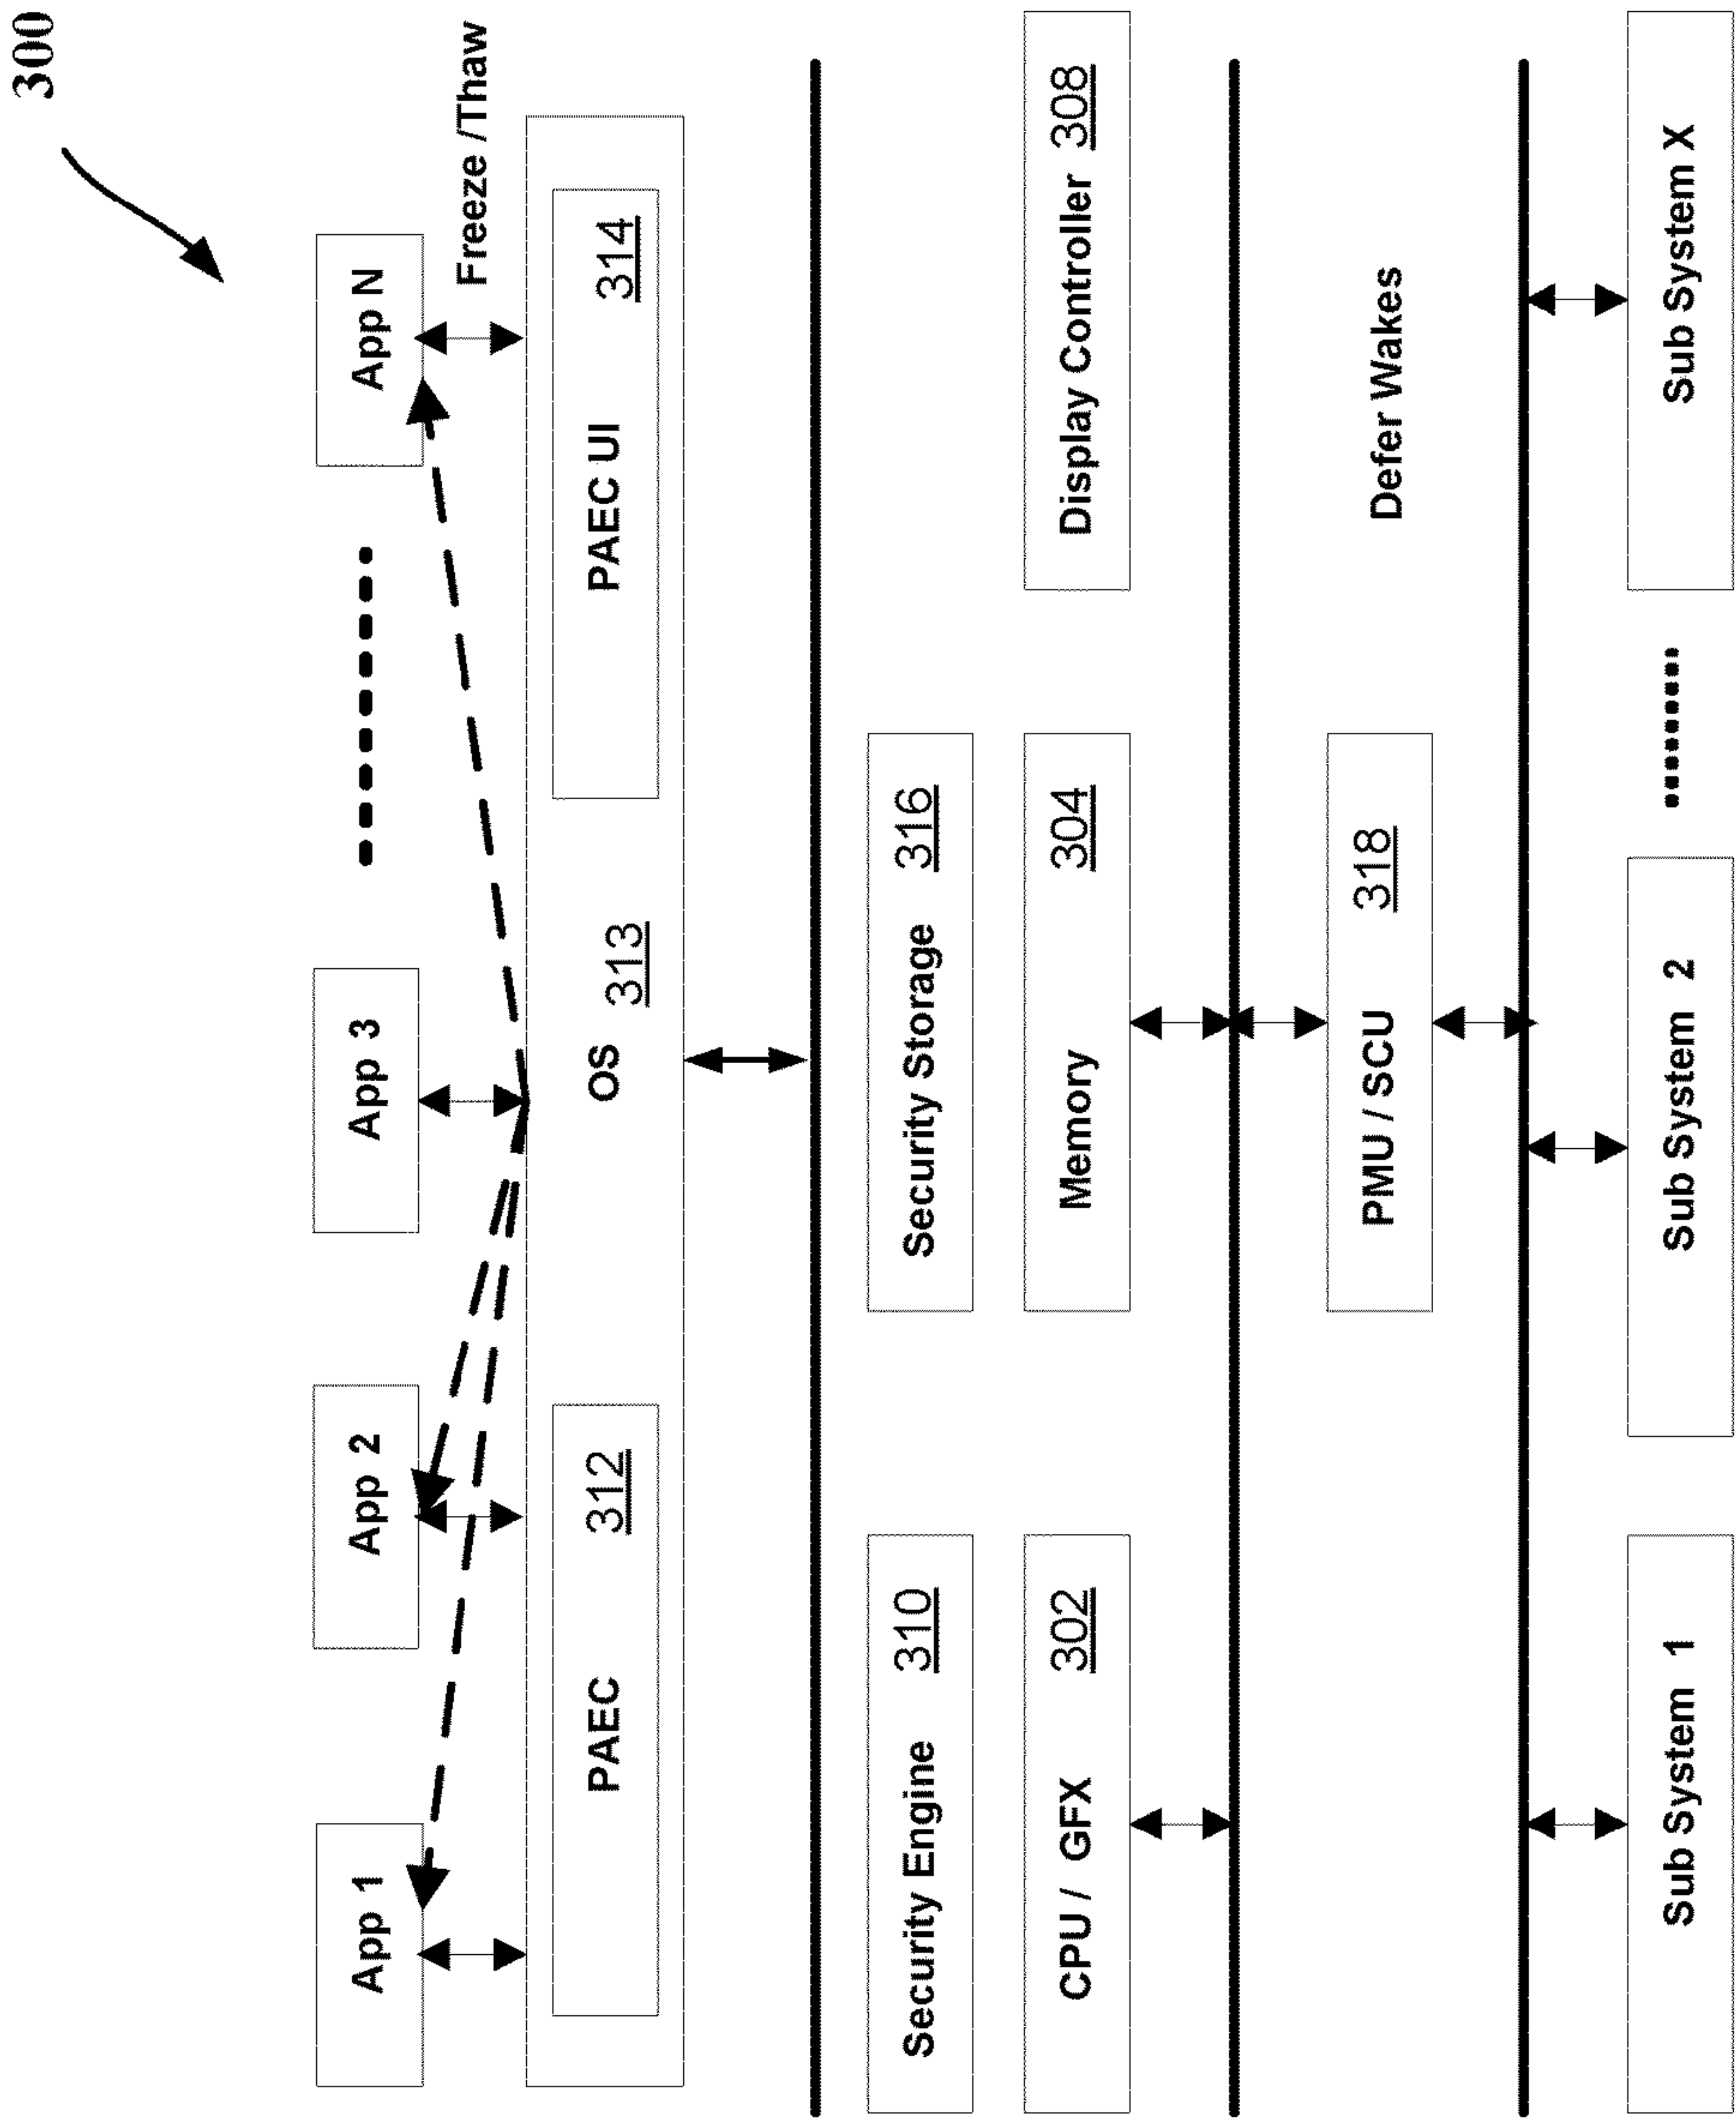 300
App 1
App 2
App 3
App N
Freeze /Thaw
PAEC 312
OS 313
PAEC UI 314
Security Engine 310
Security Storage 316
CPU / GFX 302
Memory 304
Display Controller 308
PMU / SCU 318
Defer Wakes
Sub System 1
Sub System 2
Sub System X